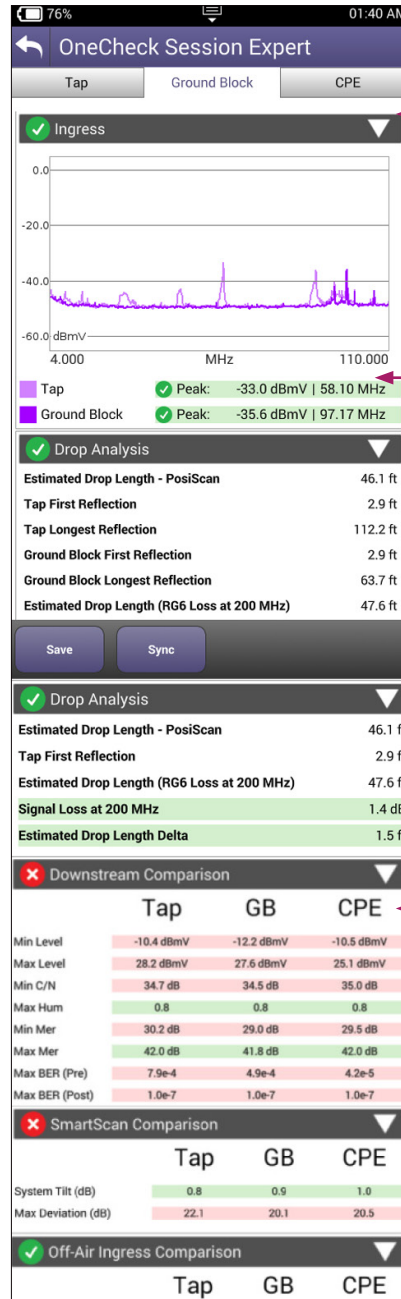 76% 01:40 AM
OneCheck Session Expert
Tap Ground Block CPE
Ingress
0.0
-20.0
-40.0
-60.0 dBmV
4.000 MHz 110.000
Tap Peak: -33.0 dBmV | 58.10 MHz
Ground Block Peak: -35.6 dBmV | 97.17 MHz
Drop Analysis
Estimated Drop Length - PosiScan 46.1 ft
Tap First Reflection 2.9 ft
Tap Longest Reflection 112.2 ft
Ground Block First Reflection 2.9 ft
Ground Block Longest Reflection 63.7 ft
Estimated Drop Length (RG6 Loss at 200 MHz) 47.6 ft
Save Sync
Drop Analysis
Estimated Drop Length - PosiScan 46.1 f
Tap First Reflection 2.9 f
Estimated Drop Length (RG6 Loss at 200 MHz) 47.6 f
Signal Loss at 200 MHz 1.4 dB
Estimated Drop Length Delta 1.5 f
Downstream Comparison
Tap GB CPE
Min Level -10.4 dBmV -12.2 dBmV -10.5 dBmV
Max Level 28.2 dBmV 27.6 dBmV 25.1 dBmV
Min C/N 34.7 dB 34.5 dB 35.0 dB
Max Hum 0.8 0.8 0.8
Min Mer 30.2 dB 29.0 dB 29.5 dB
Max Mer 42.0 dB 41.8 dB 42.0 dB
Max BER (Pre) 7.9e-4 4.9e-4 4.2e-5
Max BER (Post) 1.0e-7 1.0e-7 1.0e-7
SmartScan Comparison
Tap GB CPE
System Tilt (dB) 0.8 0.9 1.0
Max Deviation (dB) 22.1 20.1 20.5
Off-Air Ingress Comparison
Tap GB CPE